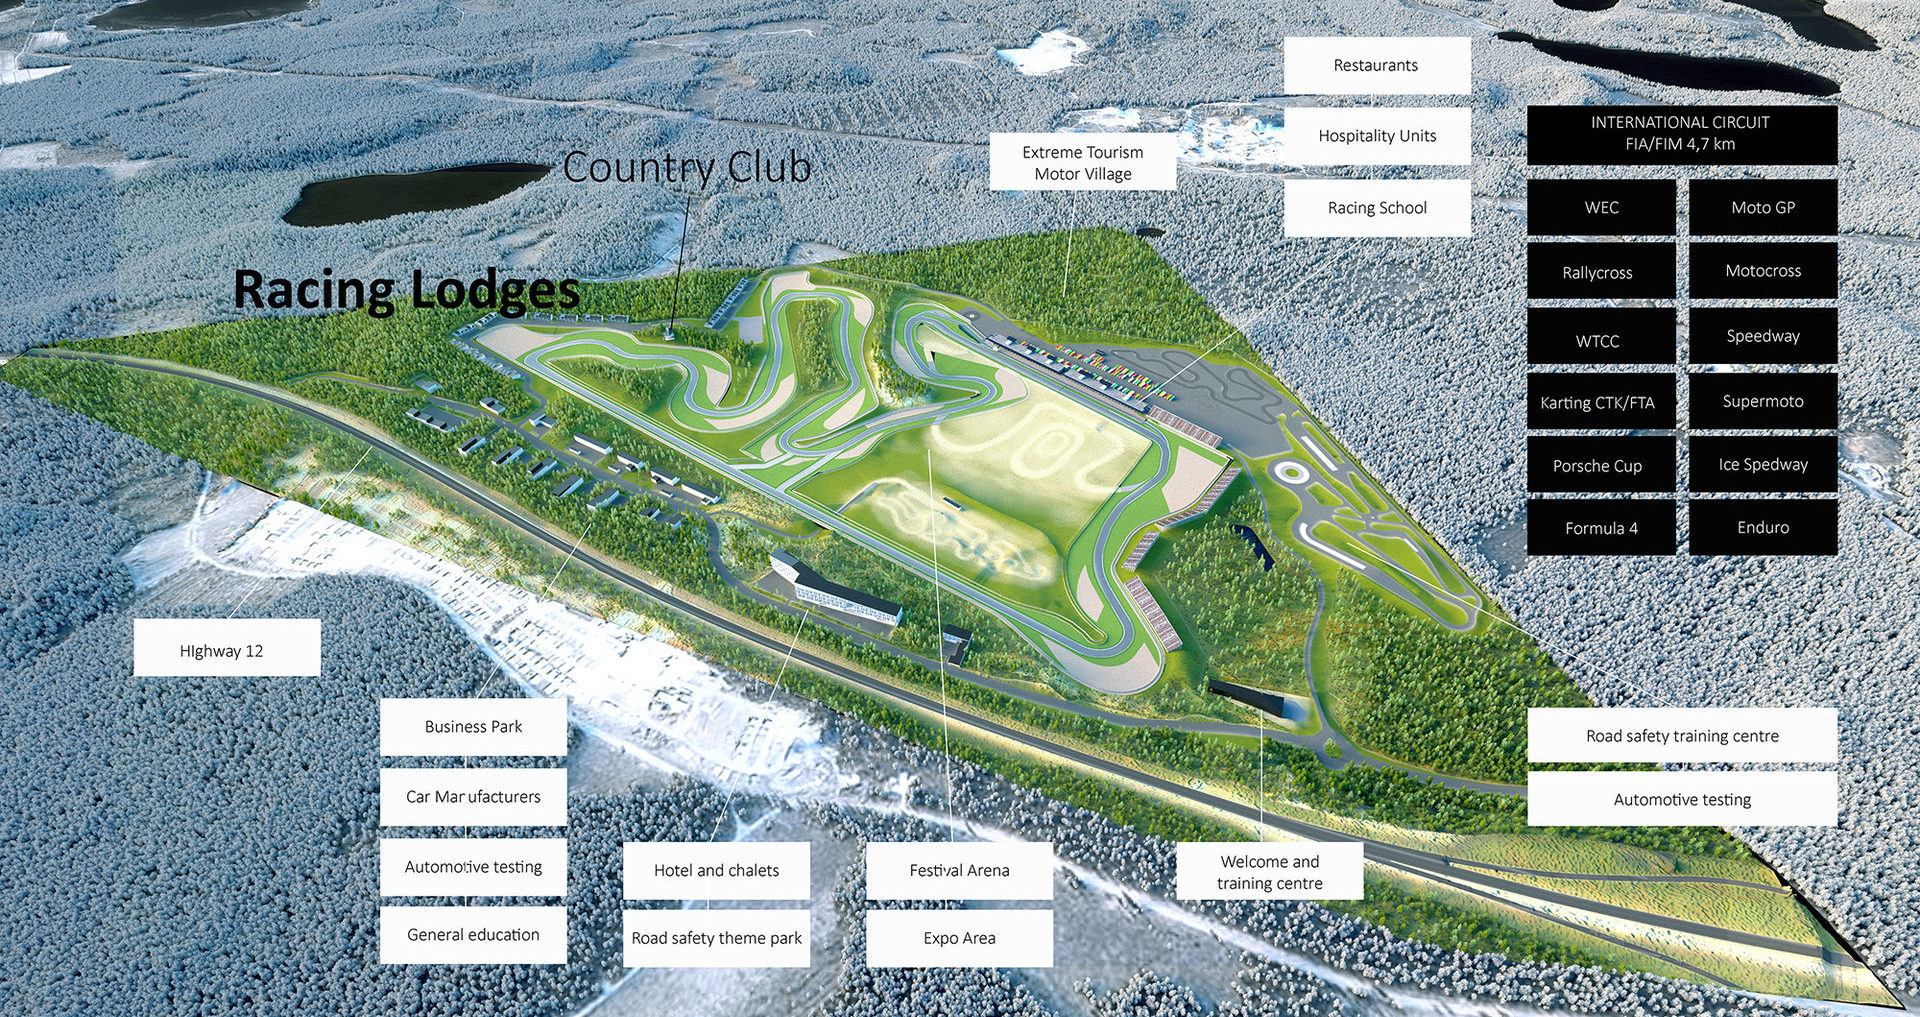 Restaurants
Hospitality Units
Racing School
Extreme Tourism
Motor Village
Country Club
Racing Lodges
INTERNATIONAL CIRCUIT
FIA/FIM 4,7 km
WEC
Moto GP
Rallycross
Motocross
WTCC
Speedway
Karting CTK/FTA
Supermoto
Porsche Cup
Ice Spedway
Formula 4
Enduro
HIghway 12
Business Park
Car Manufacturers
Automotive testing
General education
Hotel and chalets
Road safety theme park
Festival Arena
Expo Area
Welcome and
training centre
Road safety training centre
Automotive testing